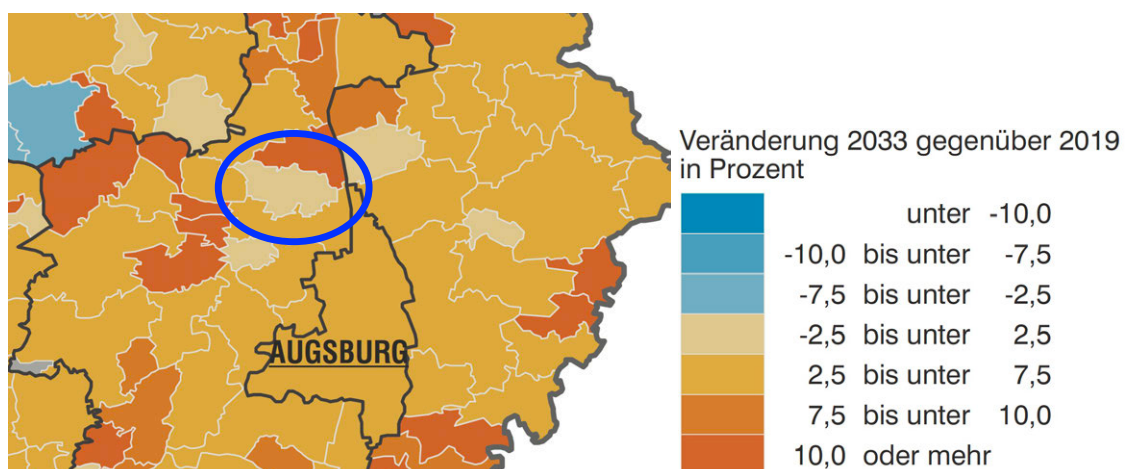 AUGSBURG
Veränderung 2033 gegenüber 2019
in Prozent
unter -10,0
-10,0 bis unter -7,5
-7,5 bis unter -2,5
-2,5 bis unter 2,5
2,5 bis unter 7,5
7,5 bis unter 10,0
10,0 oder mehr